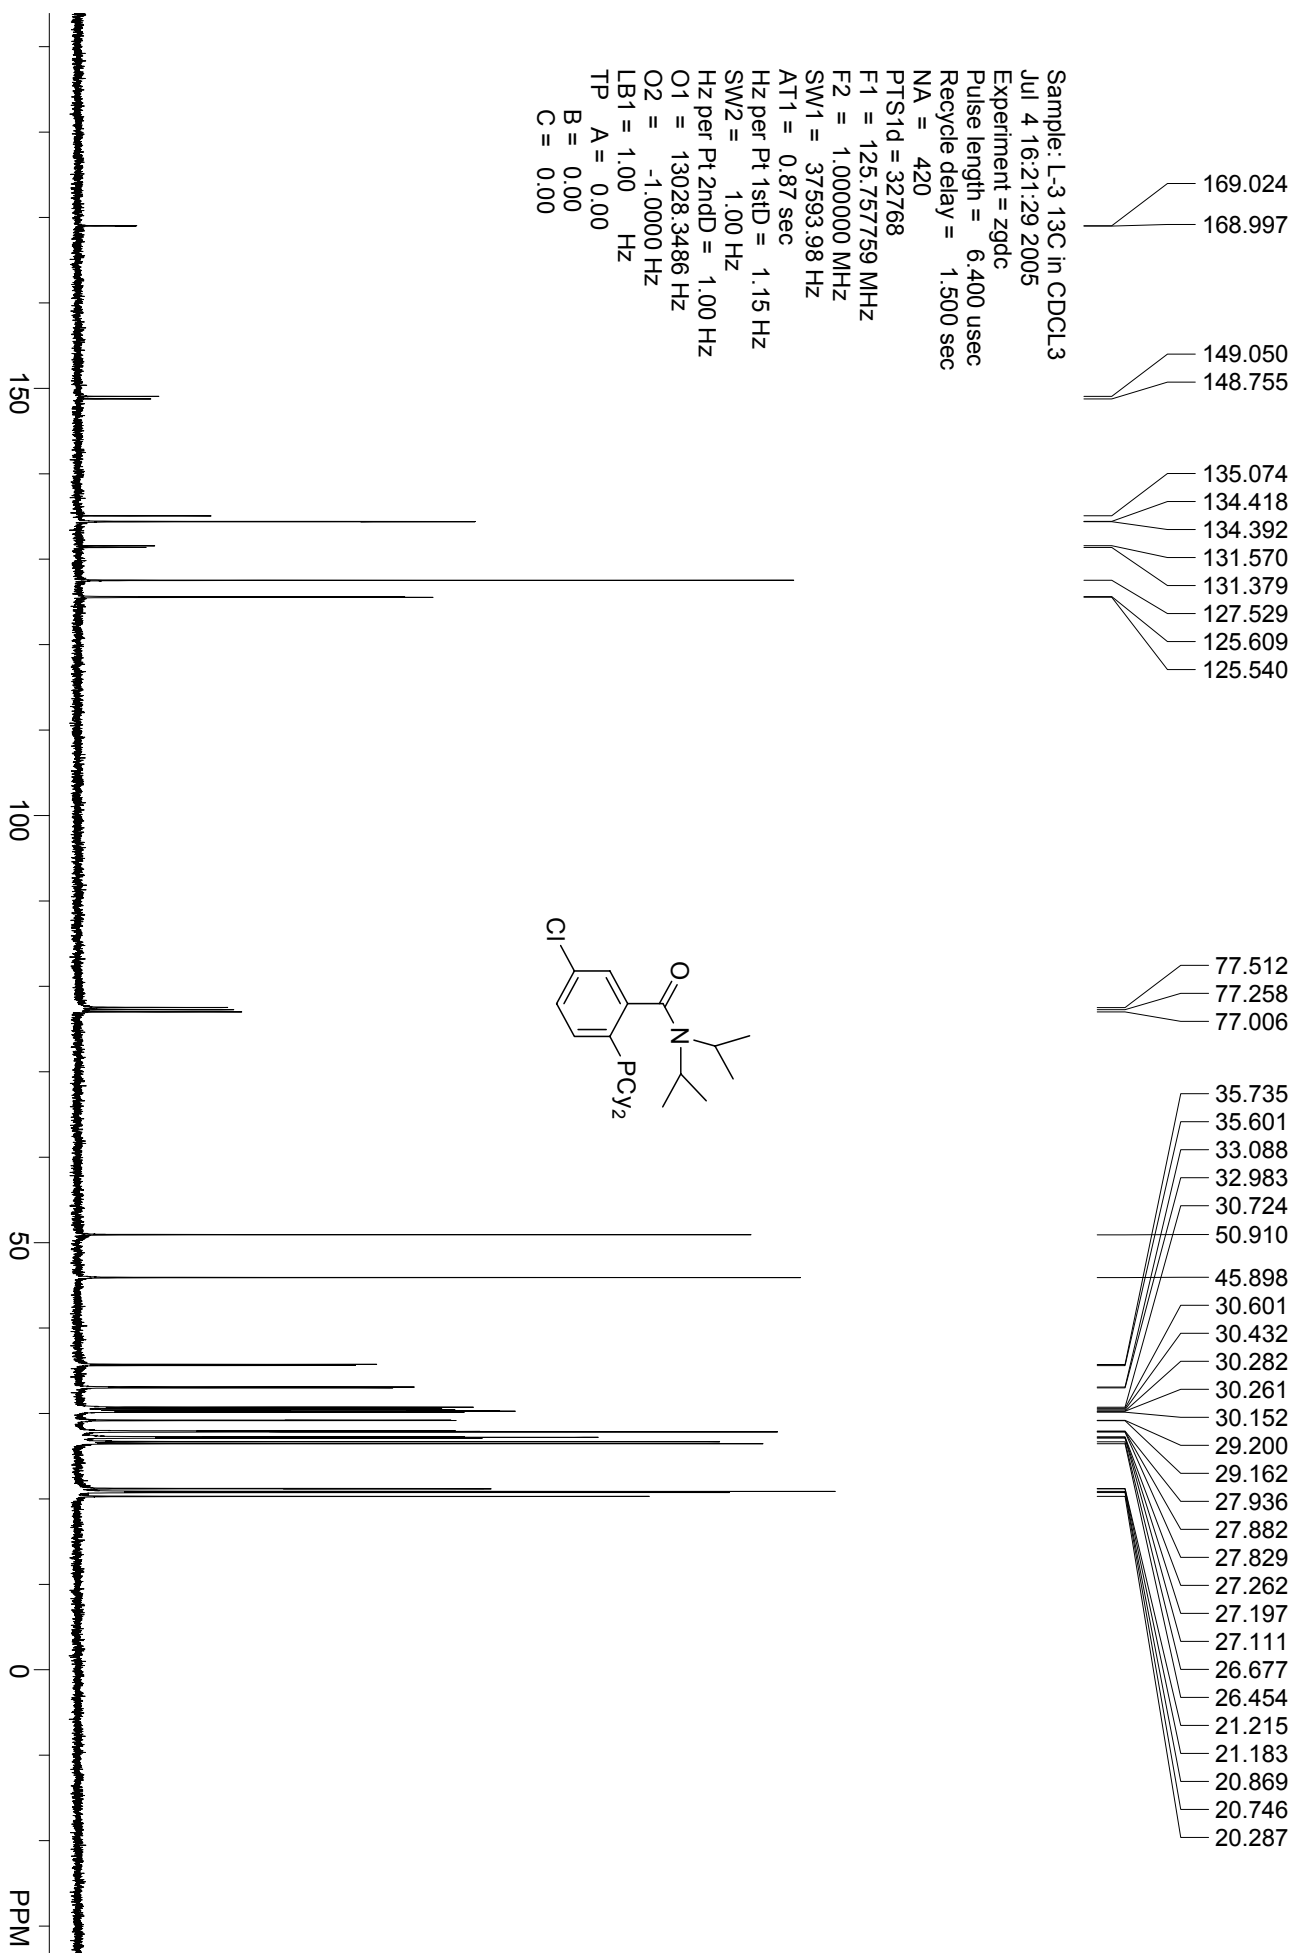 Sample: L-3 13C in CDCL3
Jul 4 16:21:29 2005
Experiment = zgdc
Pulse length = 6.400 usec
Recycle delay = 1.500 sec
NA = 420
PTS1d = 32768
F1 = 125.757759 MHz
F2 = 1.000000 MHz
SW1 = 37593.98 Hz
AT1 = 0.87 sec
Hz per Pt 1stD = 1.15 Hz
SW2 = 1.00 Hz
Hz per Pt 2ndD = 1.00 Hz
O1 = 13028.3486 Hz
O2 = -1.0000 Hz
LB1 = 1.00 Hz
TP A = 0.00
B = 0.00
C = 0.00
169.024
168.997
149.050
148.755
135.074
134.418
134.392
131.570
131.379
127.529
125.609
125.540
77.512
77.258
77.006
35.735
35.601
33.088
32.983
30.724
50.910
45.898
30.601
30.432
30.282
30.261
30.152
29.200
29.162
27.936
27.882
27.829
27.262
27.197
27.111
26.677
26.454
21.215
21.183
20.869
20.746
20.287
O
N
Cl
PCy2
150
100
50
0
PPM